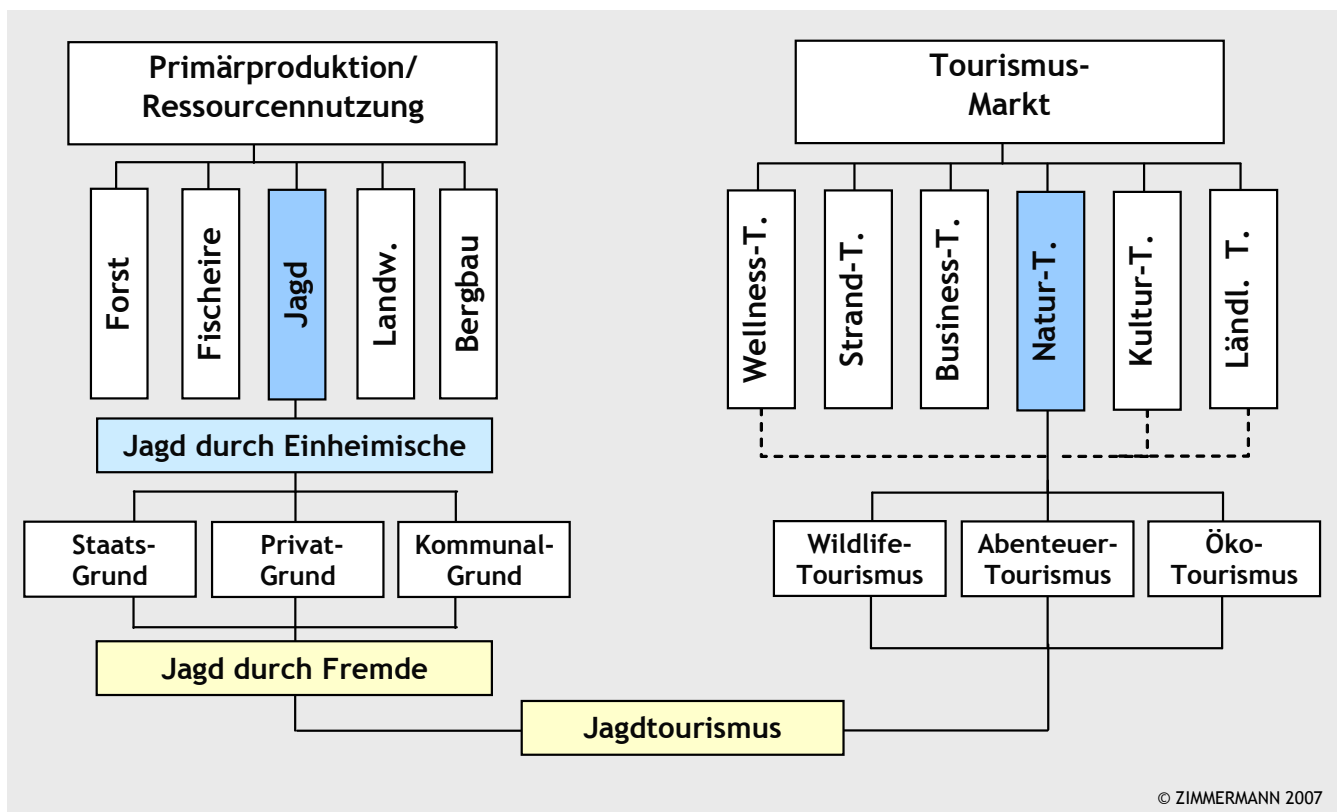 Primärproduktion/
Ressourcennutzung
Tourismus-
Markt
Forst
Fischeire
Jagd
Landw.
Bergbau
Wellness-T.
Strand-T.
Business-T.
Natur-T.
Kultur-T.
Ländl. T.
Jagd durch Einheimische
Staats-
Grund
Privat-
Grund
Kommunal-
Grund
Wildlife-
Tourismus
Abenteuer-
Tourismus
Öko-
Tourismus
Jagd durch Fremde
Jagdtourismus
© ZIMMERMANN 2007